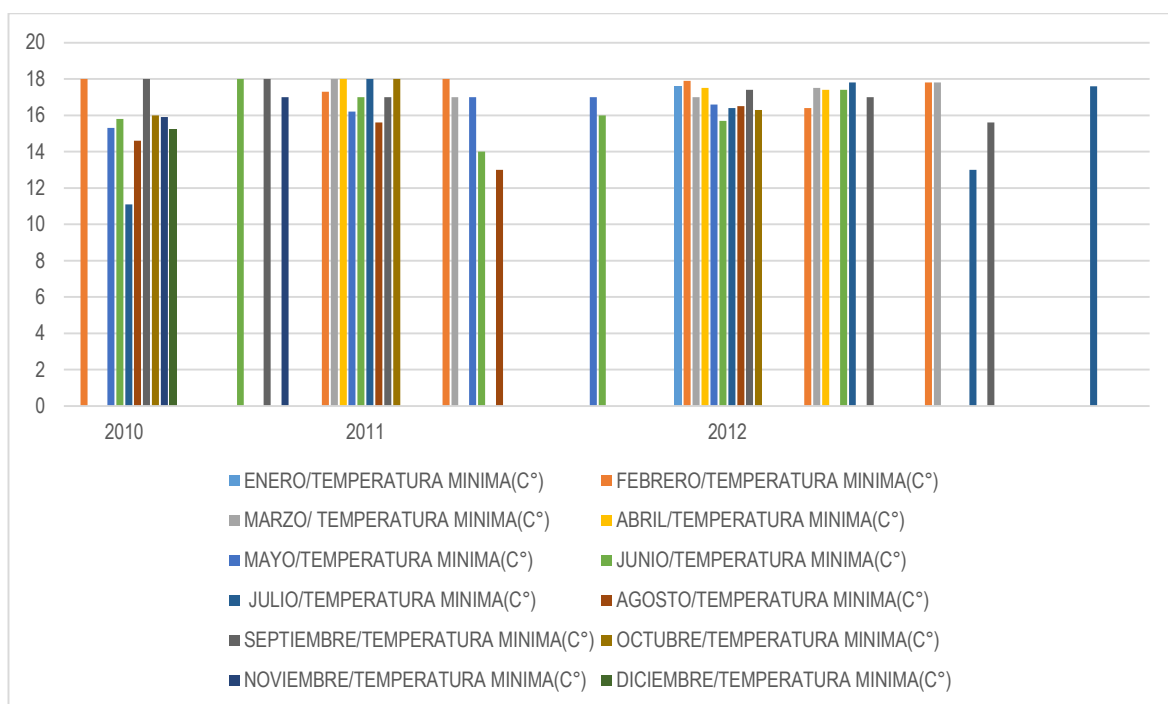 20
18
16
14
12
10
8
6
4
2
0
2010 2011 2012
ENERO/TEMPERATURA MINIMA(C°) FEBRERO/TEMPERATURA MINIMA(C°)
MARZO/ TEMPERATURA MINIMA(C°) ABRIL/TEMPERATURA MINIMA(C°)
MAYO/TEMPERATURA MINIMA(C°) JUNIO/TEMPERATURA MINIMA(C°)
JULIO/TEMPERATURA MINIMA(C°) AGOSTO/TEMPERATURA MINIMA(C°)
SEPTIEMBRE/TEMPERATURA MINIMA(C°) OCTUBRE/TEMPERATURA MINIMA(C°)
NOVIEMBRE/TEMPERATURA MINIMA(C°) DICIEMBRE/TEMPERATURA MINIMA(C°)